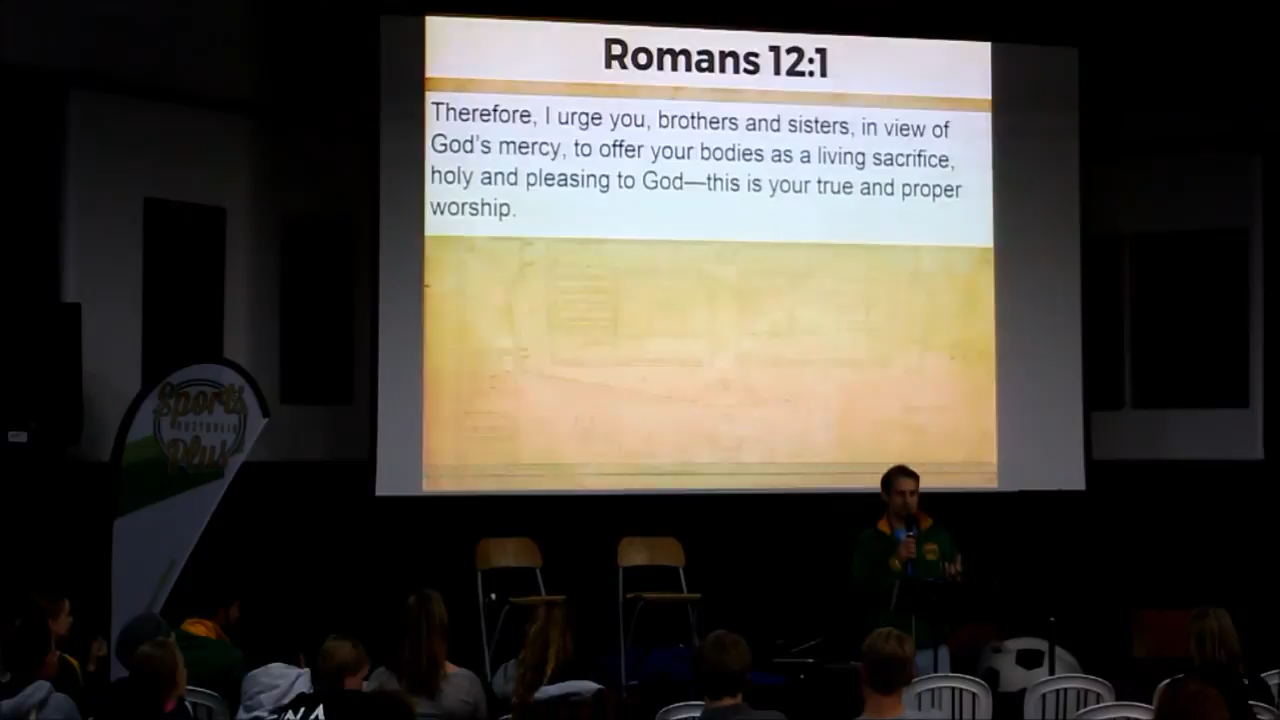 Romans 12:1
Therefore, I urge you, brothers and sisters, in view of
God's mercy, to offer your bodies as a living sacrifice,
holy and pleasing to God—this is your true and proper
worship.
Sports
AUSTRALIA
Plus